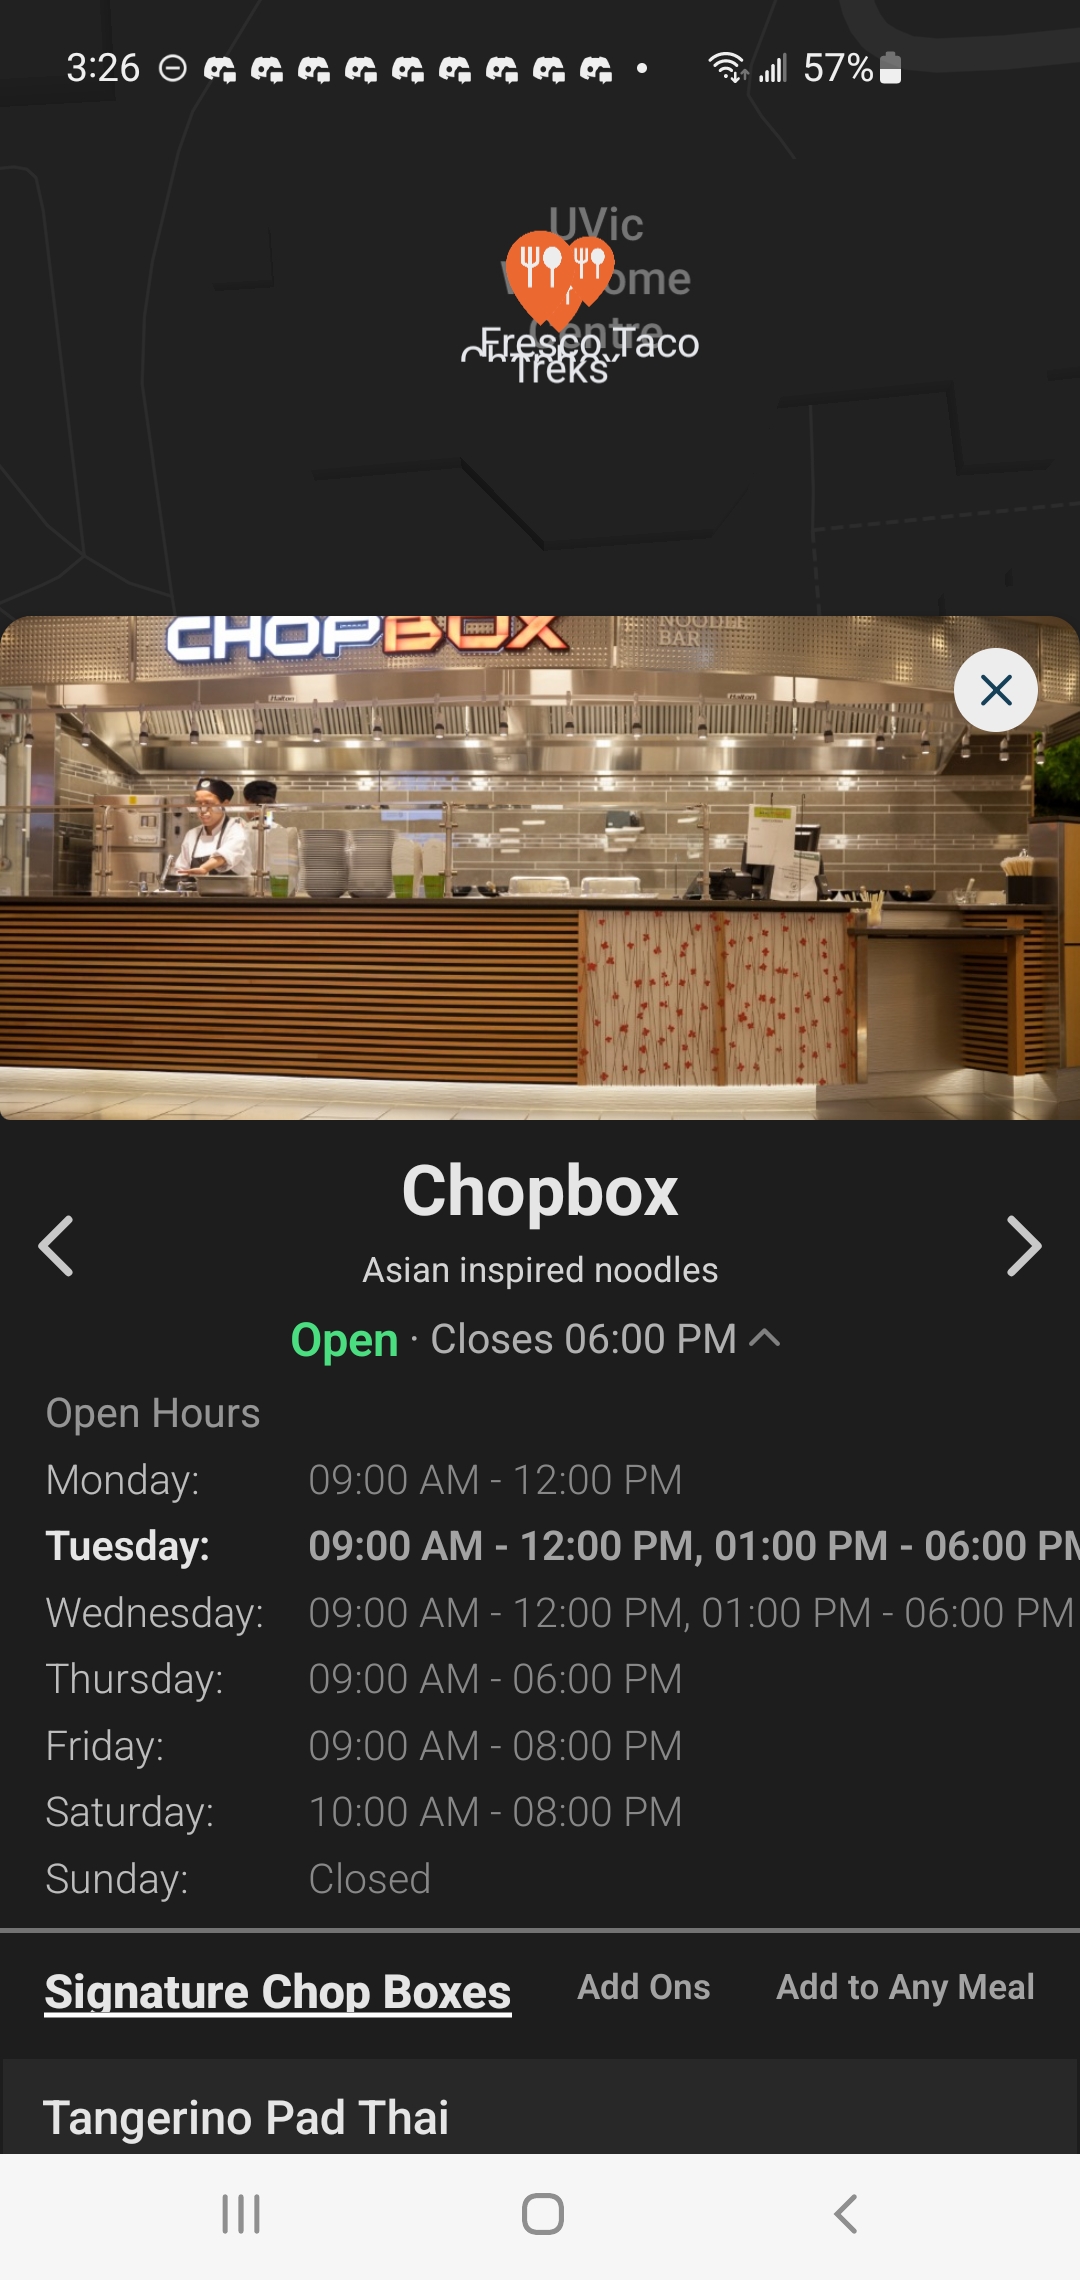 3:26 57%
UVic
ome
Centre
Fresco Taco
Treks
CHOPBOX
NOODLE
BAR
Chopbox
Asian inspired noodles
Open · Closes 06:00 PM
Open Hours
Monday: 09:00 AM - 12:00 PM
Tuesday: 09:00 AM - 12:00 PM, 01:00 PM - 06:00 PM
Wednesday: 09:00 AM - 12:00 PM, 01:00 PM - 06:00 PM
Thursday: 09:00 AM - 06:00 PM
Friday: 09:00 AM - 08:00 PM
Saturday: 10:00 AM - 08:00 PM
Sunday: Closed
Signature Chop Boxes Add Ons Add to Any Meal
Tangerino Pad Thai